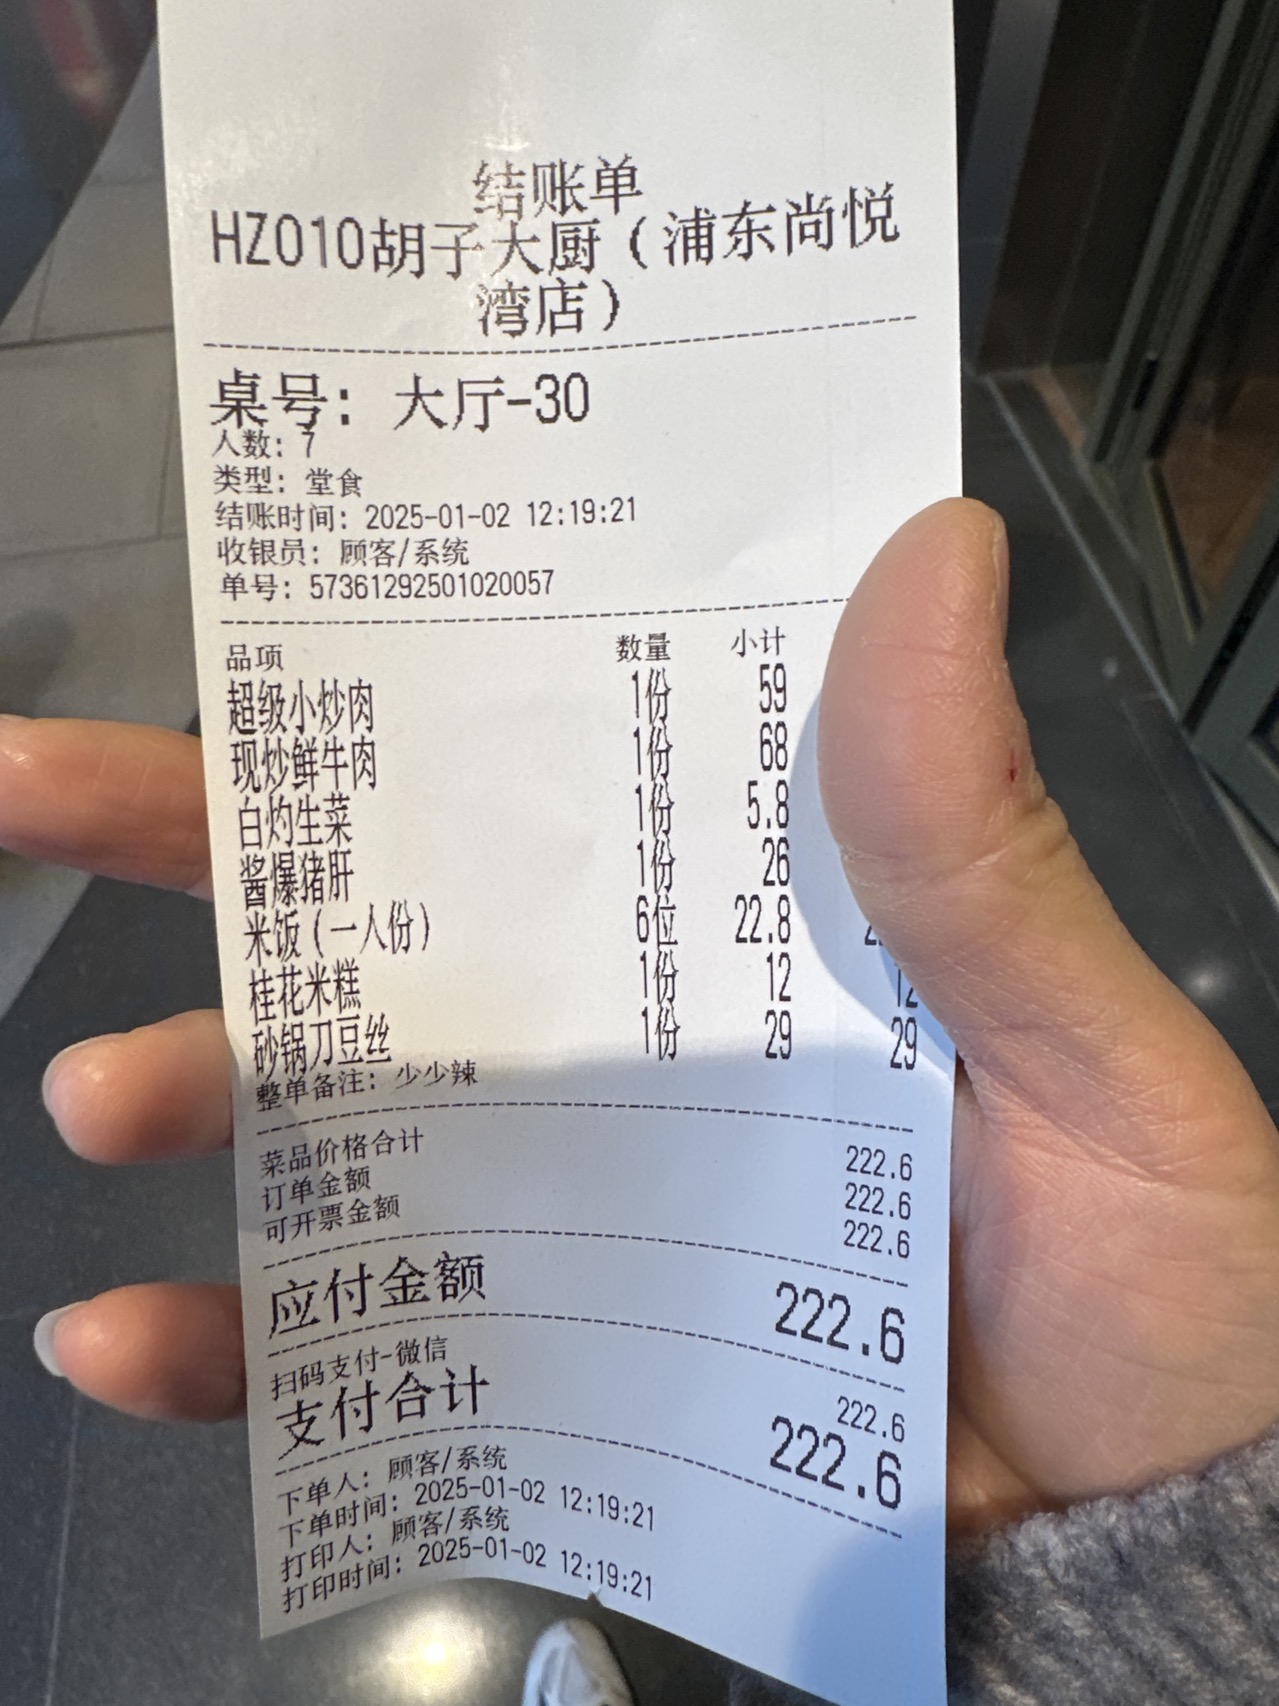 结账单
HZ010胡子大厨（浦东尚悦
湾店）
桌号： 大厅-30
人数：7
类型：堂食
结账时间：2025-01-02 12:19:21
收银员：顾客/系统
单号：57361292501020057
品项 数量 小计
超级小炒肉 1份 59
现炒鲜牛肉 1份 68
白灼生菜 1份 5.8
酱爆猪肝 1份 26
米饭（一人份） 6位 22.8
桂花米糕 1份 12 12
砂锅刀豆丝 1份 29 29
整单备注：少少辣
菜品价格合计 222.6
订单金额 222.6
可开票金额 222.6
应付金额 222.6
扫码支付-微信 222.6
支付合计 222.6
下单人：顾客/系统
下单时间：2025-01-02 12:19:21
打印人：顾客/系统
打印时间：2025-01-02 12:19:21